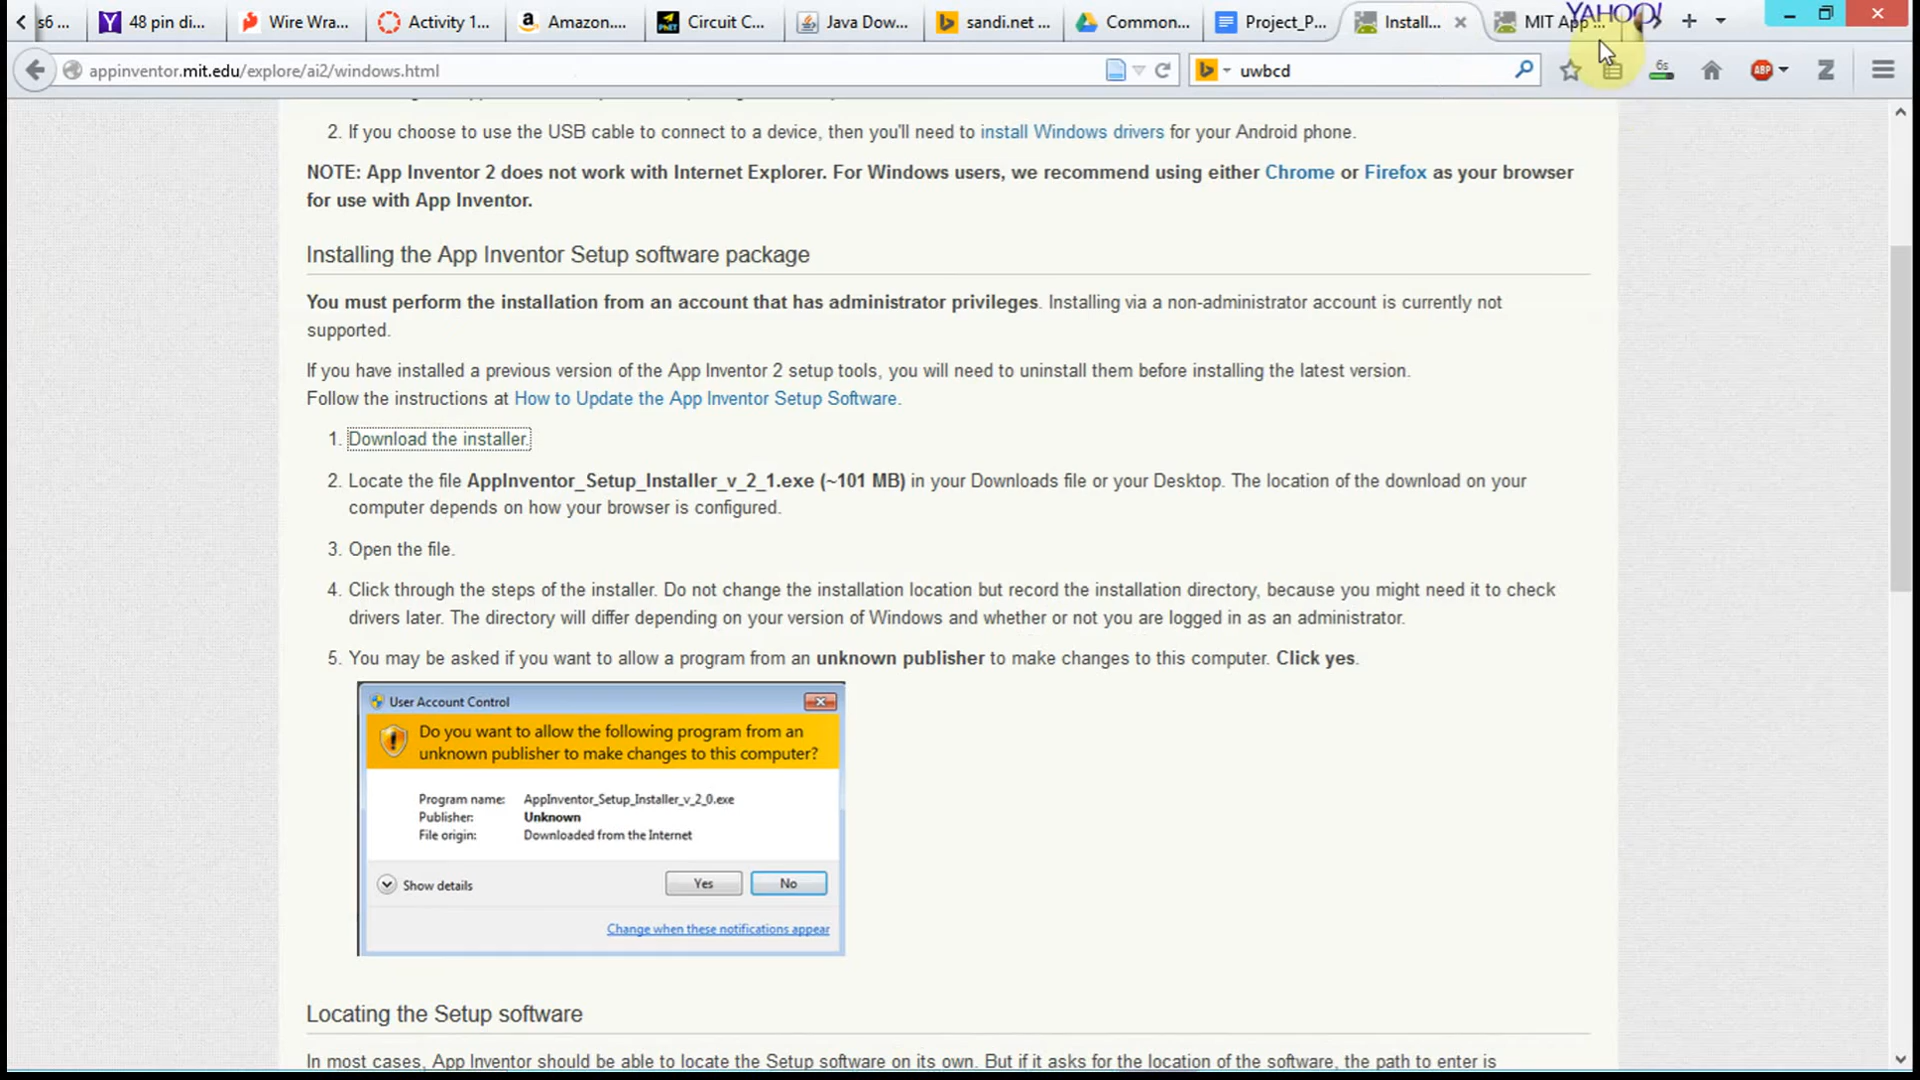 s6 ...
48 pin di...
Wire Wra...
Activity 1...
Amazon....
Circuit C...
Java Dow...
sandi.net ...
Common...
Project_P...
Install...
MIT App ...
YAHOO!
appinventor.mit.edu/explore/ai2/windows.html
uwbcd
6s
ABP
2. If you choose to use the USB cable to connect to a device, then you'll need to install Windows drivers for your Android phone.
NOTE: App Inventor 2 does not work with Internet Explorer. For Windows users, we recommend using either Chrome or Firefox as your browser
for use with App Inventor.
Installing the App Inventor Setup software package
You must perform the installation from an account that has administrator privileges. Installing via a non-administrator account is currently not
supported.
If you have installed a previous version of the App Inventor 2 setup tools, you will need to uninstall them before installing the latest version.
Follow the instructions at How to Update the App Inventor Setup Software.
1. Download the installer.
2. Locate the file AppInventor_Setup_Installer_v_2_1.exe (~101 MB) in your Downloads file or your Desktop. The location of the download on your
computer depends on how your browser is configured.
3. Open the file.
4. Click through the steps of the installer. Do not change the installation location but record the installation directory, because you might need it to check
drivers later. The directory will differ depending on your version of Windows and whether or not you are logged in as an administrator.
5. You may be asked if you want to allow a program from an unknown publisher to make changes to this computer. Click yes.
User Account Control
Do you want to allow the following program from an
unknown publisher to make changes to this computer?
Program name: AppInventor_Setup_Installer_v_2_0.exe
Publisher: Unknown
File origin: Downloaded from the Internet
Show details
Yes
No
Change when these notifications appear
Locating the Setup software
In most cases, App Inventor should be able to locate the Setup software on its own. But if it asks for the location of the software, the path to enter is